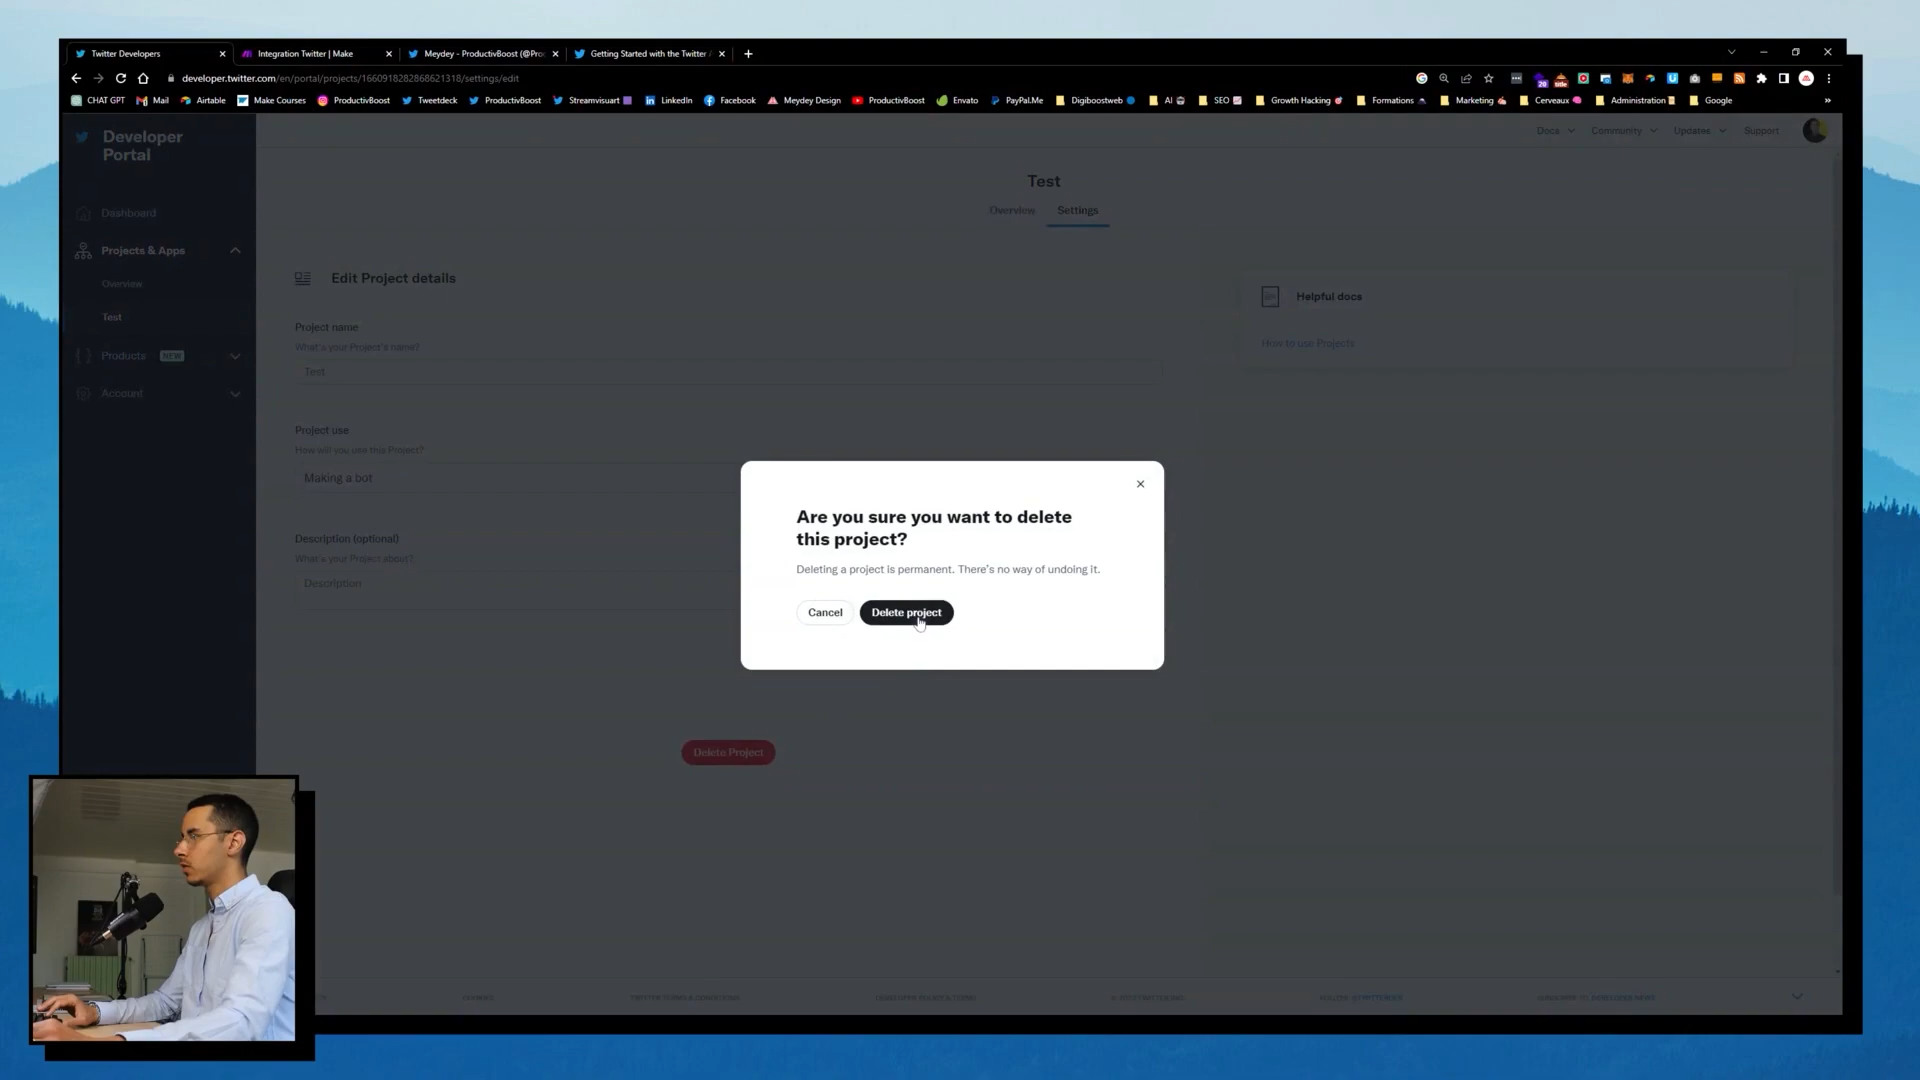 Twitter Developers
Integration Twitter | Make
Meydey - ProductivBoost (@Pro
Getting Started with the Twitter
developer.twitter.com/en/portal/projects/1660918282868621318/settings/edit
CHAT GPT
Mail
Airtable
Make Courses
ProductivBoost
Tweetdeck
ProductivBoost
Streamvisuart
LinkedIn
Facebook
Meydey Design
ProductivBoost
Envato
PayPal.Me
Digiboostweb
AI
SEO
Growth Hacking
Formations
Marketing
Cerveaux
Administration
Google
Developer
Portal
Docs
Community
Updates
Support
Dashboard
Projects & Apps
Overview
Test
Products NEW
Account
Test
Overview
Settings
Edit Project details
Project name
What's your Project's name?
Test
Project use
How will you use this Project?
Making a bot
Description (optional)
What's your Project about?
Description
Delete Project
Helpful docs
How to use Projects
Are you sure you want to delete
this project?
Deleting a project is permanent. There's no way of undoing it.
Cancel
Delete project